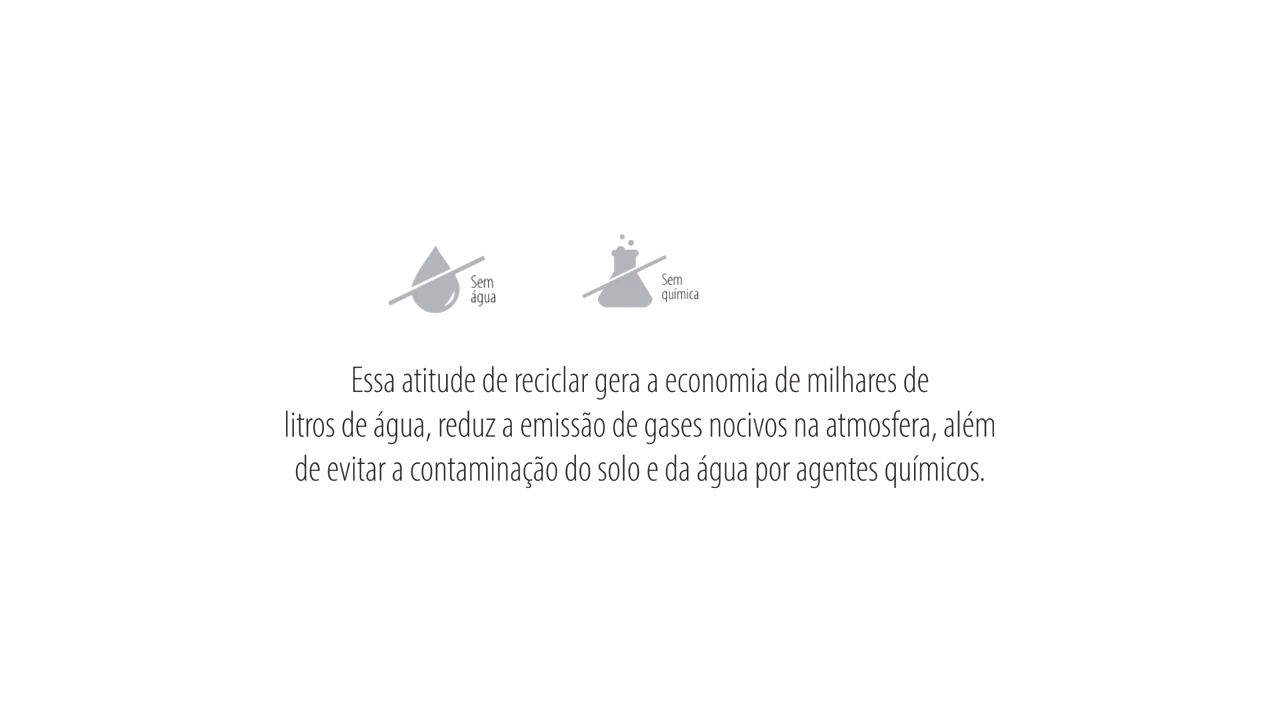 Sem
água
Sem
química
Essa atitude de reciclar gera a economia de milhares de
litros de água, reduz a emissão de gases nocivos na atmosfera, além
de evitar a contaminação do solo e da água por agentes químicos.